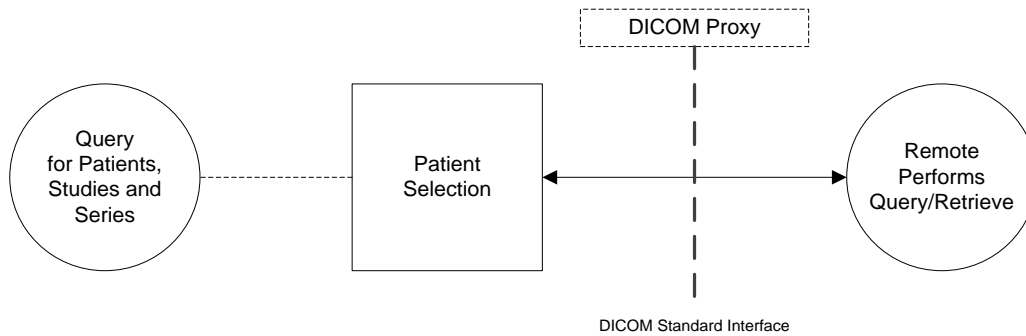 DICOM Proxy
Query
for Patients,
Studies and
Series
Patient
Selection
Remote
Performs
Query/Retrieve
DICOM Standard Interface